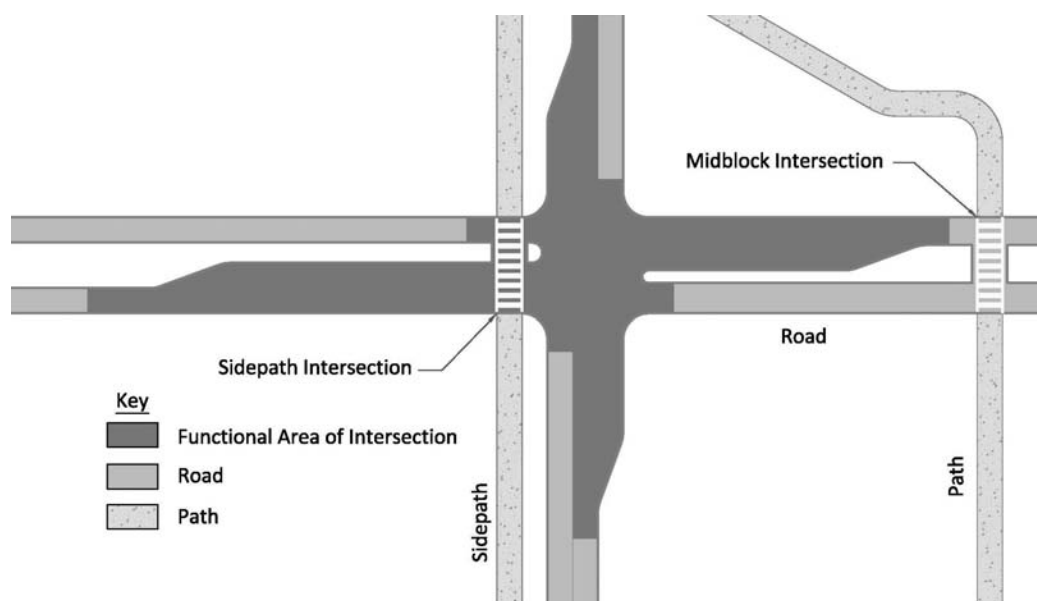 Midblock Intersection
Road
Sidepath Intersection
Key
Functional Area of Intersection
Road
Path
Sidepath
Path